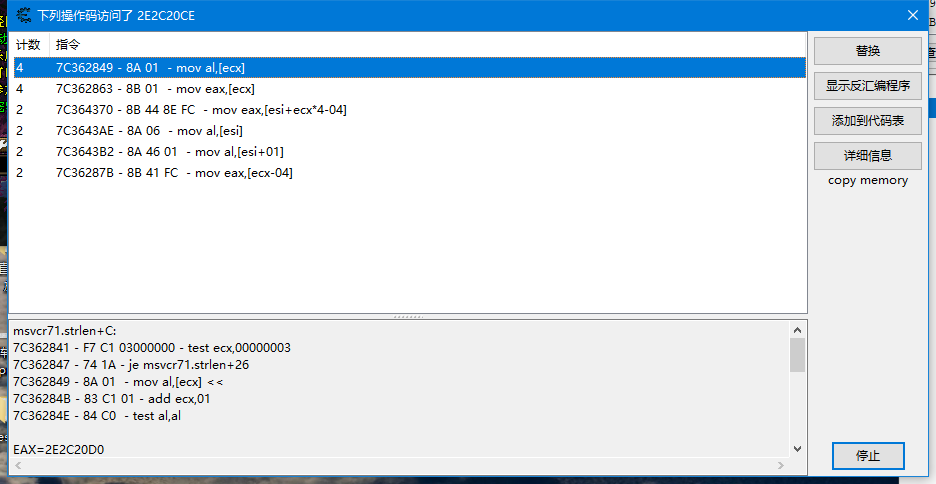 下列操作码访问了 2E2C20CE
计数 指令
4 7C362849 - 8A 01 - mov al,[ecx]
4 7C362863 - 8B 01 - mov eax,[ecx]
2 7C364370 - 8B 44 8E FC - mov eax,[esi+ecx*4-04]
2 7C3643AE - 8A 06 - mov al,[esi]
2 7C3643B2 - 8A 46 01 - mov al,[esi+01]
2 7C36287B - 8B 41 FC - mov eax,[ecx-04]
替换
显示反汇编程序
添加到代码表
详细信息
copy memory
msvcr71.strlen+C:
7C362841 - F7 C1 03000000 - test ecx,00000003
7C362847 - 74 1A - je msvcr71.strlen+26
7C362849 - 8A 01 - mov al,[ecx] <<
7C36284B - 83 C1 01 - add ecx,01
7C36284E - 84 C0 - test al,al
EAX=2E2C20D0
停止